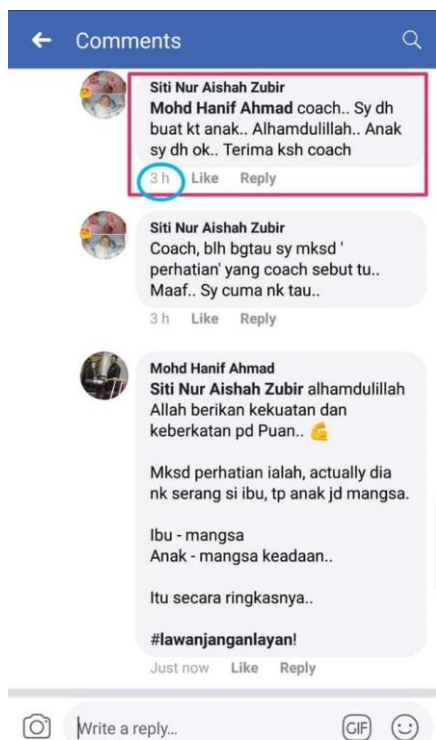 Comments
Siti Nur Aishah Zubir
Mohd Hanif Ahmad coach.. Sy dh
buat kt anak.. Alhamdulillah.. Anak
sy dh ok.. Terima ksh coach
3 h Like Reply
Siti Nur Aishah Zubir
Coach, blh bgtau sy mksd '
perhatian' yang coach sebut tu..
Maaf.. Sy cuma nk tau..
3 h Like Reply
Mohd Hanif Ahmad
Siti Nur Aishah Zubir alhamdulillah
Allah berikan kekuatan dan
keberkatan pd Puan.. 💪
Mksd perhatian ialah, actually dia
nk serang si ibu, tp anak jd mangsa.
Ibu - mangsa
Anak - mangsa keadaan..
Itu secara ringkasnya..
#lawanjanganlayan!
Just now Like Reply
Write a reply...
GIF